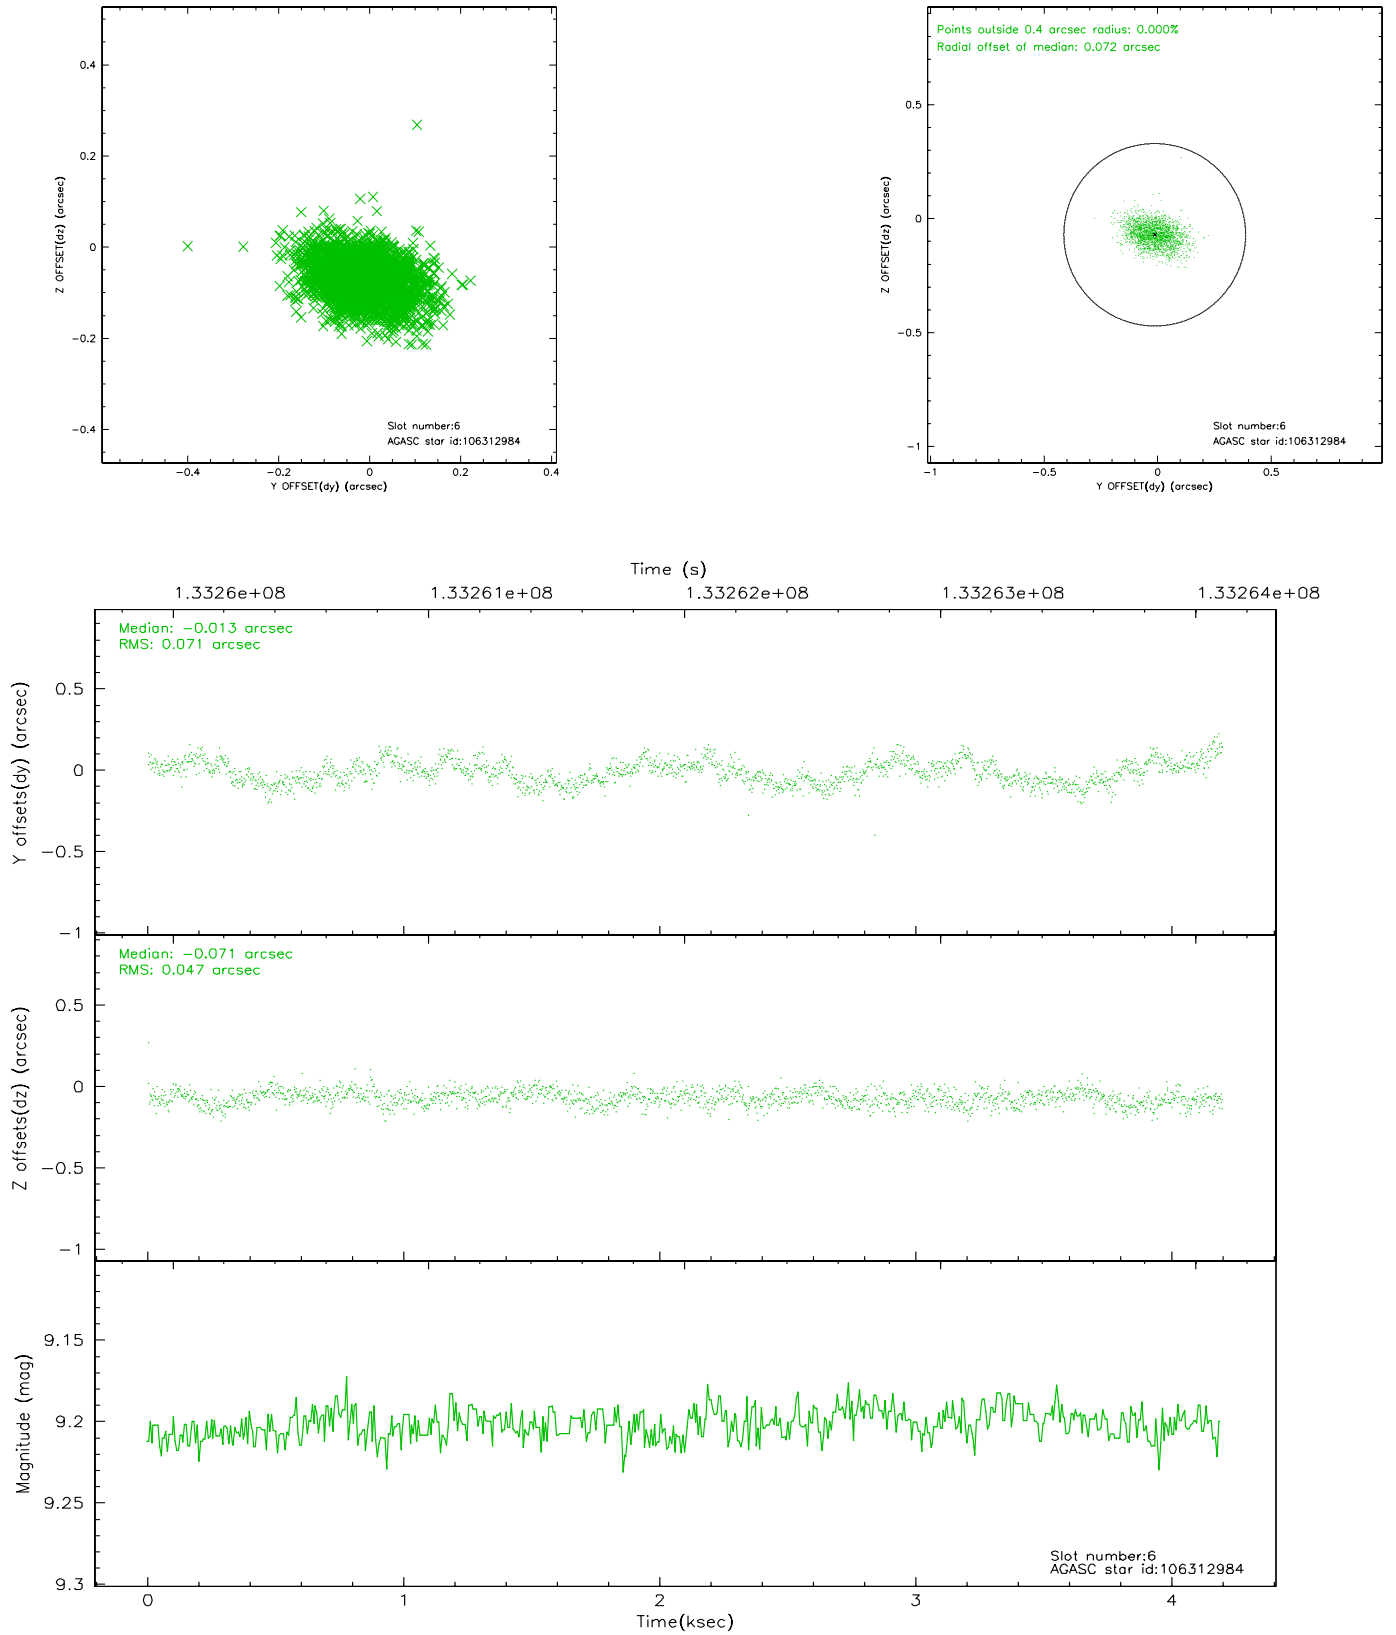 0.4
0.2
0
−0.2
−0.4
Z OFFSET(dz) (arcsec)
Slot number:6
AGASC star id:106312984
−0.4
−0.2
0
0.2
0.4
Y OFFSET(dy) (arcsec)
Points outside 0.4 arcsec radius: 0.000%
Radial offset of median: 0.072 arcsec
0.5
0
−0.5
−1
Z OFFSET(dz) (arcsec)
Slot number:6
AGASC star id:106312984
−1
−0.5
0
0.5
Y OFFSET(dy) (arcsec)
Time (s)
1.3326e+08
1.33261e+08
1.33262e+08
1.33263e+08
1.33264e+08
Median: −0.013 arcsec
RMS: 0.071 arcsec
0.5
0
−0.5
−1
Y offsets(dy) (arcsec)
Median: −0.071 arcsec
RMS: 0.047 arcsec
0.5
0
−0.5
−1
Z offsets(dz) (arcsec)
9.15
9.2
9.25
9.3
Magnitude (mag)
Slot number:6
AGASC star id:106312984
0
1
2
3
4
Time(ksec)